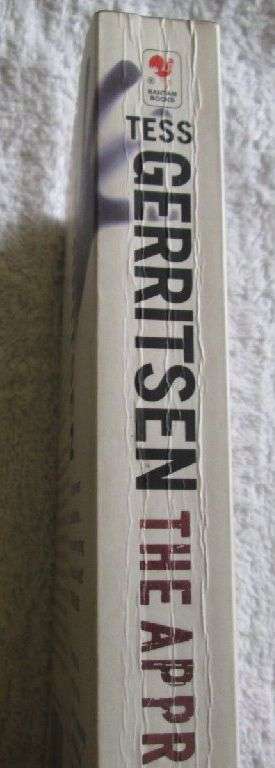 BANTAM
BOOKS
TESS
GERRITSEN
THE APPR